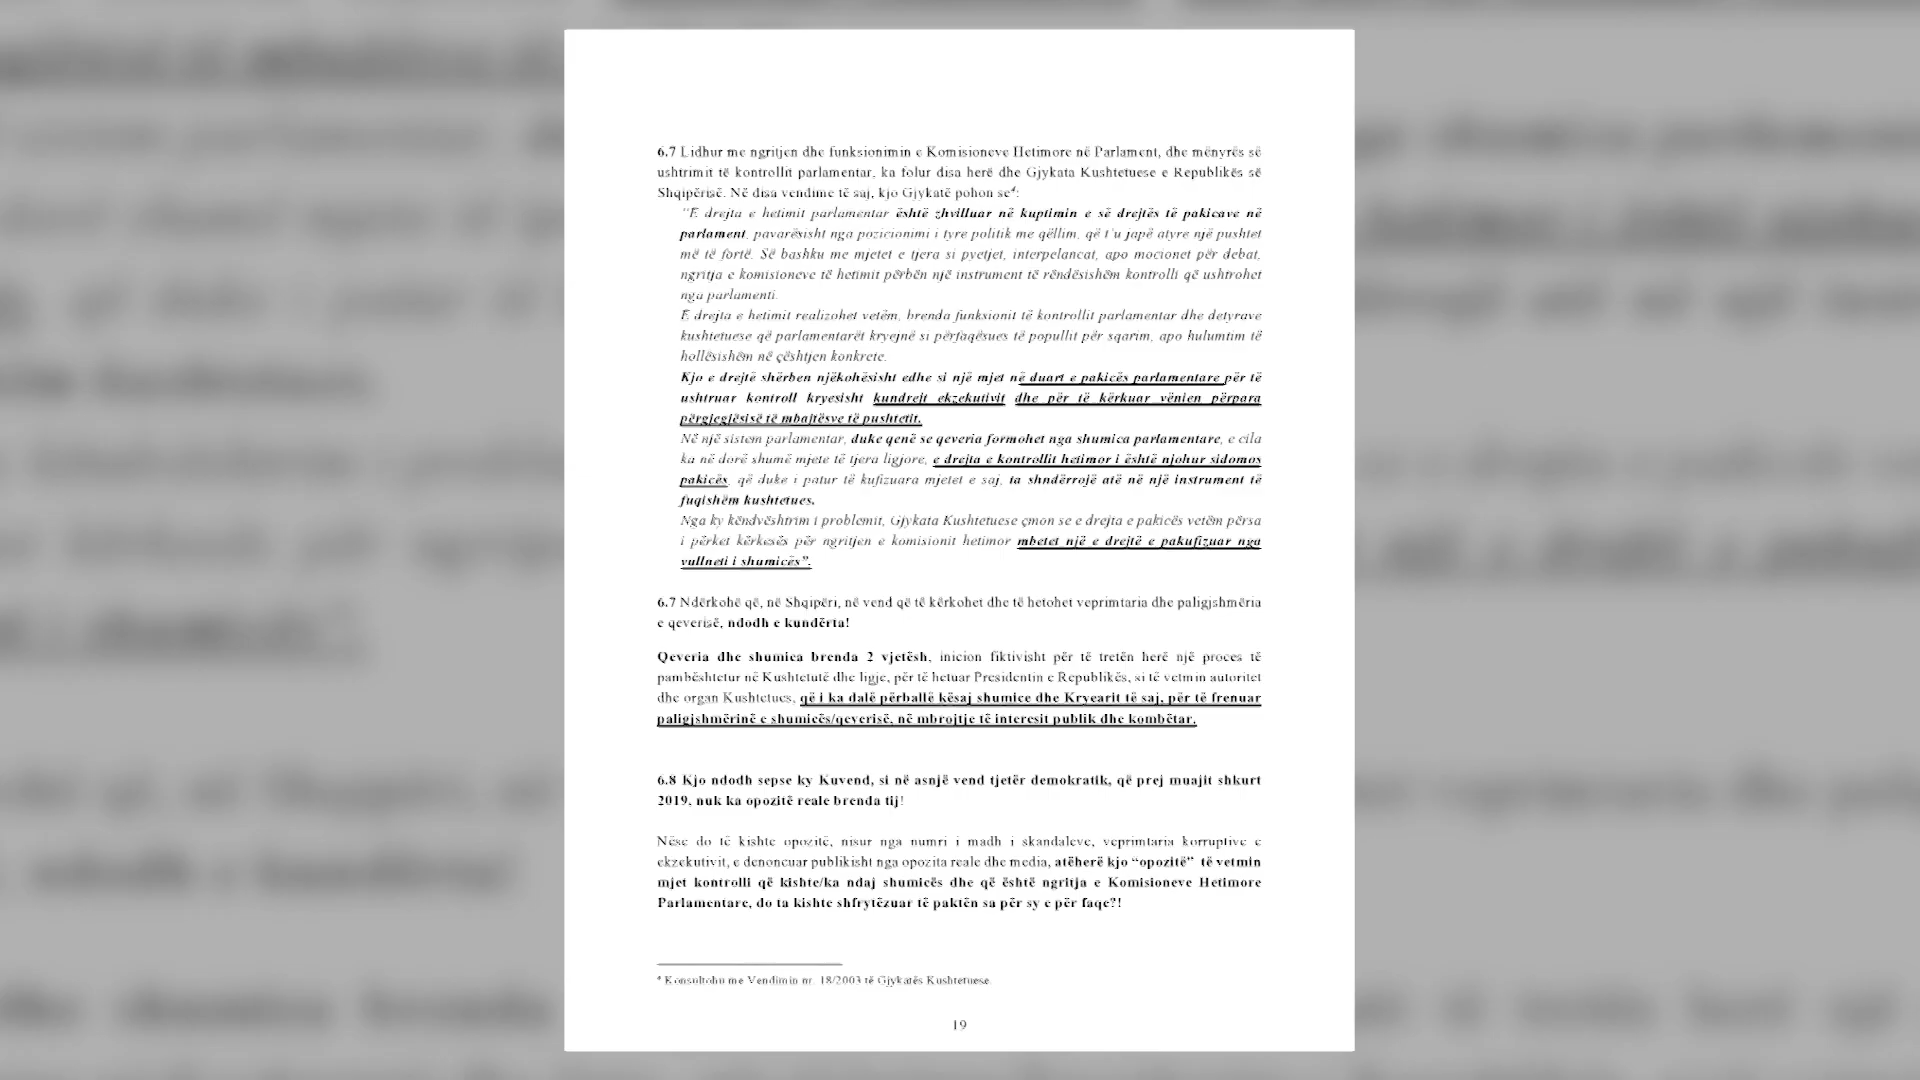 6.7 Lidhur me ngritjen dhe funksionimin e Komisioneve Hetimore në Parlament, dhe mënyrës së
ushtrimit të kontrollit parlamentar, ka folur disa herë dhe Gjykata Kushtetuese e Republikës së
Shqipërisë. Në disa vendime të saj, kjo Gjykatë pohon se⁴:
“E drejta e hetimit parlamentar është zhvilluar në kuptimin e së drejtës të pakicave në
parlament, pavarësisht nga pozicionimi i tyre politik me qëllim, që t’u japë atyre një pushtet
më të fortë. Së bashku me mjetet e tjera si pyetjet, interpelancat, apo mocionet për debat,
ngritja e komisioneve të hetimit përbën një instrument të rëndësishëm kontrolli që ushtrohet
nga parlamenti.
E drejta e hetimit realizohet vetëm, brenda funksionit të kontrollit parlamentar dhe detyrave
kushtetuese që parlamentarët kryejnë si përfaqësues të popullit për sqarim, apo hulumtim të
hollësishëm në çështjen konkrete.
Kjo e drejtë shërben njëkohësisht edhe si një mjet në duart e pakicës parlamentare për të
ushtruar kontroll kryesisht kundrejt ekzekutivit dhe për të kërkuar vënien përpara
përgjegjësisë të mbajtësve të pushtetit.
Në një sistem parlamentar, duke qenë se qeveria formohet nga shumica parlamentare, e cila
ka në dorë shumë mjete të tjera ligjore, e drejta e kontrollit hetimor i është njohur sidomos
pakicës, që duke i patur të kufizuara mjetet e saj, ta shndërrojë atë në një instrument të
fuqishëm kushtetues.
Nga ky këndvështrim i problemit, Gjykata Kushtetuese çmon se e drejta e pakicës vetëm përsa
i përket kërkesës për ngritjen e komisionit hetimor mbetet një e drejtë e pakufizuar nga
vullneti i shumicës”.
6.7 Ndërkohë që, në Shqipëri, në vend që të kërkohet dhe të hetohet veprimtaria dhe paligjshmëria
e qeverisë, ndodh e kundërta!
Qeveria dhe shumica brenda 2 vjetësh, inicion fiktivisht për të tretën herë një proces të
pambështetur në Kushtetutë dhe ligje, për të hetuar Presidentin e Republikës, si të vetmin autoritet
dhe organ Kushtetues, që i ka dalë përballë kësaj shumice dhe Kryearit të saj, për të frenuar
paligjshmërinë e shumicës/qeverisë, në mbrojtje të interesit publik dhe kombëtar.
6.8 Kjo ndodh sepse ky Kuvend, si në asnjë vend tjetër demokratik, që prej muajit shkurt
2019, nuk ka opozitë reale brenda tij!
Nëse do të kishte opozitë, nisur nga numri i madh i skandaleve, veprimtaria korruptive e
ekzekutivit, e denoncuar publikisht nga opozita reale dhe media, atëherë kjo “opozitë” të vetmin
mjet kontrolli që kishte/ka ndaj shumicës dhe që është ngritja e Komisioneve Hetimore
Parlamentare, do ta kishte shfrytëzuar të paktën sa për sy e për faqe?!
⁴ Konsultohu me Vendimin nr. 18/2003 të Gjykatës Kushtetuese.
19